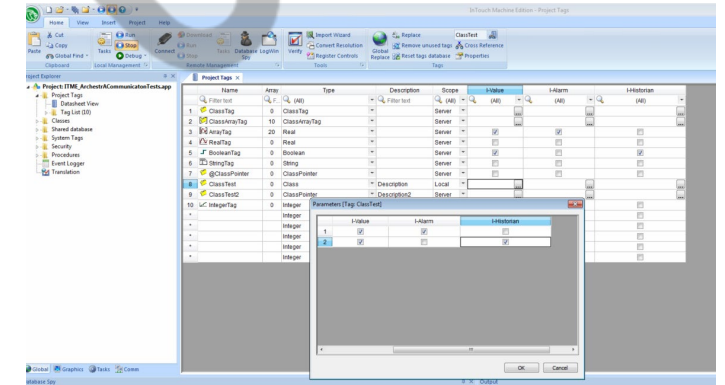 InTouch Machine Edition - Project Tags
Home View Insert Project Help
Cut Run Download Import Wizard Replace ClassTest
Copy Stop Run Convert Resolution Remove unused tags Cross Reference
Paste Global Find Tasks Debug Connect Stop Tasks Database Spy LogWin Verify Register Controls Global Replace Reset tags database Properties
Clipboard Local Management Remote Management Tools Tags
Project Explorer
Project Tags
Project: ITME_ArchestrACommunicatonTests.app
Project Tags
Datasheet View
Tag List (10)
Classes
Shared database
System Tags
Security
Procedures
Event Logger
Translation
Name Array Type Description Scope I-Value I-Alarm I-Historian
Filter text F... (All) Filter text (All) (All) (All) (All)
1 ClassTag 0 ClassTag Server
2 ClassArrayTag 10 ClassArrayTag Server
3 ArrayTag 20 Real Server
4 RealTag 0 Real Server
5 BooleanTag 0 Boolean Server
6 StringTag 0 String Server
7 @ClassPointer 0 ClassPointer Server
8 ClassTest 0 Class Description Local
9 ClassTest2 0 ClassPointer Description2 Server
10 IntegerTag 0 Integer
Integer
Integer
Integer
Integer
Integer
Parameters [Tag: ClassTest]
I-Value I-Alarm I-Historian
1
2
OK Cancel
Global Graphics Tasks Comm
Database Spy Output